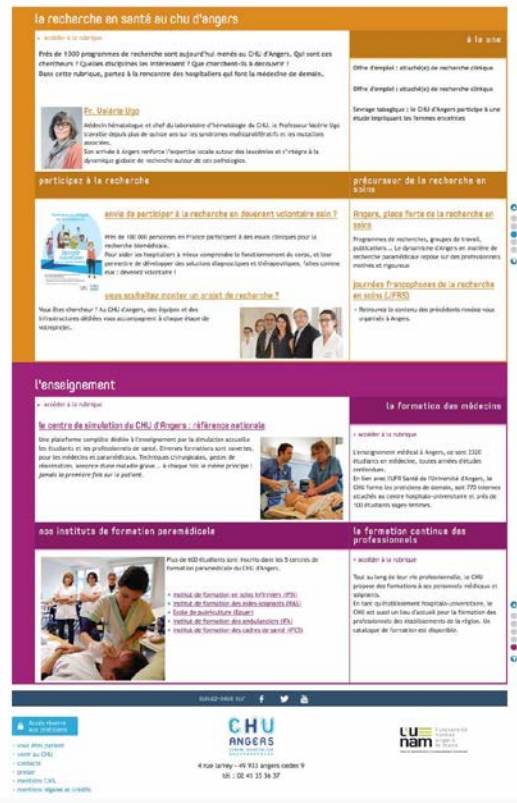 la recherche en santé au chu d'angers
accéder à la rubrique
Près de 1000 programmes de recherche sont aujourd'hui menés au CHU d'Angers. Qui sont ces
chercheurs ? Quelles disciplines les intéressent ? Que cherchent-ils à découvrir !
Dans cette rubrique, partez à la rencontre des hospitaliers qui font la médecine de demain.
Pr. Valérie Ugo
Médecin hématologue et chef du laboratoire d'hématologie du CHU, le Professeur Valérie Ugo
travaille depuis plus de quinze ans sur les syndromes myéloprolifératifs et les mutations
associées.
Son arrivée à Angers renforce l'expertise locale autour des leucémies et s'intègre à la
dynamique globale de recherche autour de ces pathologies.
à la une
Offre d'emploi : attaché(e) de recherche clinique
Offre d'emploi : attaché(e) de recherche clinique
Sevrage tabagique : le CHU d'Angers participe à une
étude impliquant les femmes enceintes
participez à la recherche
envie de participer à la recherche en devenant volontaire sain ?
Près de 100 000 personnes en France participent à des essais cliniques pour la
recherche biomédicale.
Pour aider les hospitaliers à mieux comprendre le fonctionnement du corps, et leur
permettre de développer des solutions diagnostiques et thérapeutiques, faites comme
eux : devenez volontaire !
vous souhaitez monter un projet de recherche ?
Vous êtes chercheur ? Au CHU d'Angers, des équipes et des
infrastructures dédiées vous accompagnent à chaque étape de
votre projet.
précurseur de la recherche en
soins
Angers, place forte de la recherche en
soins
Programmes de recherches, groupes de travail,
publications... Le dynamisme d'Angers en matière de
recherche paramédicale repose sur des professionnels
motivés et rigoureux
journées francophones de la recherche
en soins (JFRS)
Retrouvez le contenu des précédents rendez-vous
organisés à Angers.
l'enseignement
accéder à la rubrique
le centre de simulation du CHU d'Angers : référence nationale
Une plateforme complète dédiée à l'enseignement par la simulation accueille
les étudiants et les professionnels de santé. Diverses formations sont ouvertes,
pour les médecins et paramédicaux. Techniques chirurgicales, gestes de
réanimation, annonce d'une maladie grave... à chaque fois le même principe :
jamais la première fois sur le patient.
la formation des médecins
accéder à la rubrique
L'enseignement médical à Angers, ce sont 2320
étudiants en médecine, toutes années d'études
confondues.
En lien avec l'UFR Santé de l'Université d'Angers, le
CHU forme les praticiens de demain, soit 770 internes
attachés au centre hospitalo-universitaire et près de
100 étudiants sages-femmes.
nos instituts de formation paramédicale
Plus de 600 étudiants sont inscrits dans les 5 centres de
formation paramédicale du CHU d'Angers.
Institut de formation en soins infirmiers (IFSI)
Institut de formation des aides-soignants (IFAS)
École de puériculture (Epuer)
Institut de formation des ambulanciers (IFA)
Institut de formation des cadres de santé (IFCS)
la formation continue des
professionnels
accéder à la rubrique
Tout au long de leur vie professionnelle, le CHU
propose des formations à ses personnels médicaux et
soignants.
En tant qu'établissement hospitalo-universitaire, le
CHU est aussi un lieu d'accueil pour la formation des
professionnels des établissements de la région. Un
catalogue de formation est disponible.
suivez-nous sur
Accès réservé
aux praticiens
vous êtes patient
venir au CHU
contacts
presse
mentions CNIL
mentions légales et crédits
CHU
ANGERS
4 rue larrey - 49 933 angers cedex 9
tél. : 02 41 35 36 37
L'UNAM
l'université
nantes
angers
le mans